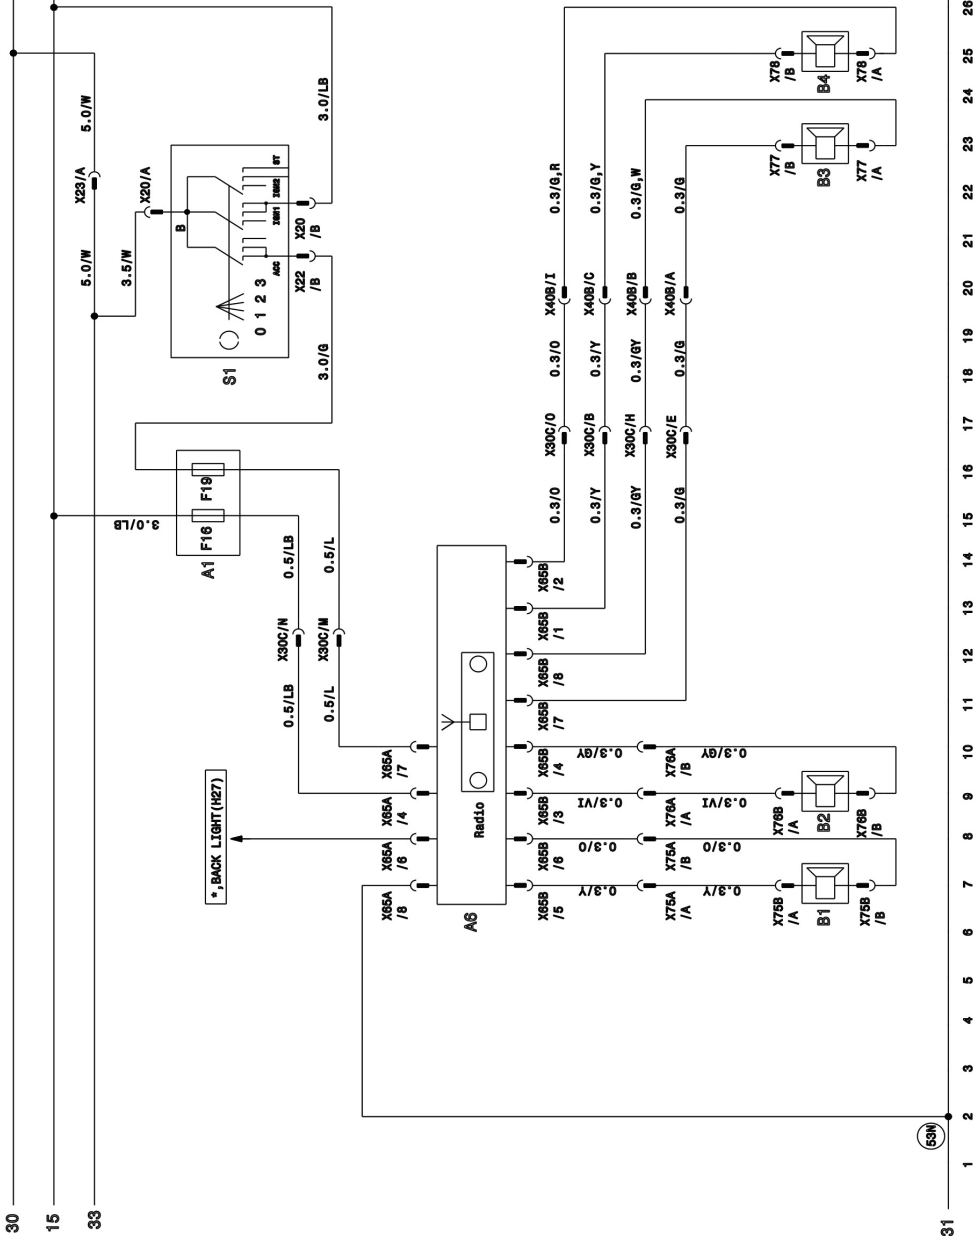 30
15
33
31
1
2
3
4
5
6
7
8
9
10
11
12
13
14
15
16
17
18
19
20
21
22
23
24
25
26
5.0/W
X23/A
5.0/W
3.5/W
X20/A
B
ST
IGN2
IGN1
ACC
0 1 2 3
S1
X20
/B
X22
/B
3.0/LB
3.0/G
3.0/LB
F19
F16
A1
0.5/LB
0.5/L
X30C/N
X30C/M
0.5/LB
0.5/L
*,BACK LIGHT(H27)
X65A
/7
X65A
/4
X65A
/6
X65A
/8
Radio
A6
X65B
/2
X65B
/1
X65B
/8
X65B
/7
X65B
/4
X65B
/3
X65B
/6
X65B
/5
0.3/G,R
0.3/G,Y
0.3/G,W
0.3/G
X40B/I
X40B/C
X40B/B
X40B/A
0.3/O
0.3/Y
0.3/GY
0.3/G
X30C/O
X30C/B
X30C/H
X30C/E
0.3/O
0.3/Y
0.3/GY
0.3/G
0.3/GY
X76A
/B
0.3/GY
0.3/VI
X76A
/A
0.3/VI
0.3/O
X75A
/B
0.3/O
0.3/Y
X75A
/A
0.3/Y
X78
/B
B4
X78
/A
X77
/B
B3
X77
/A
X76B
/A
B2
X76B
/B
X75B
/A
B1
X75B
/B
53N